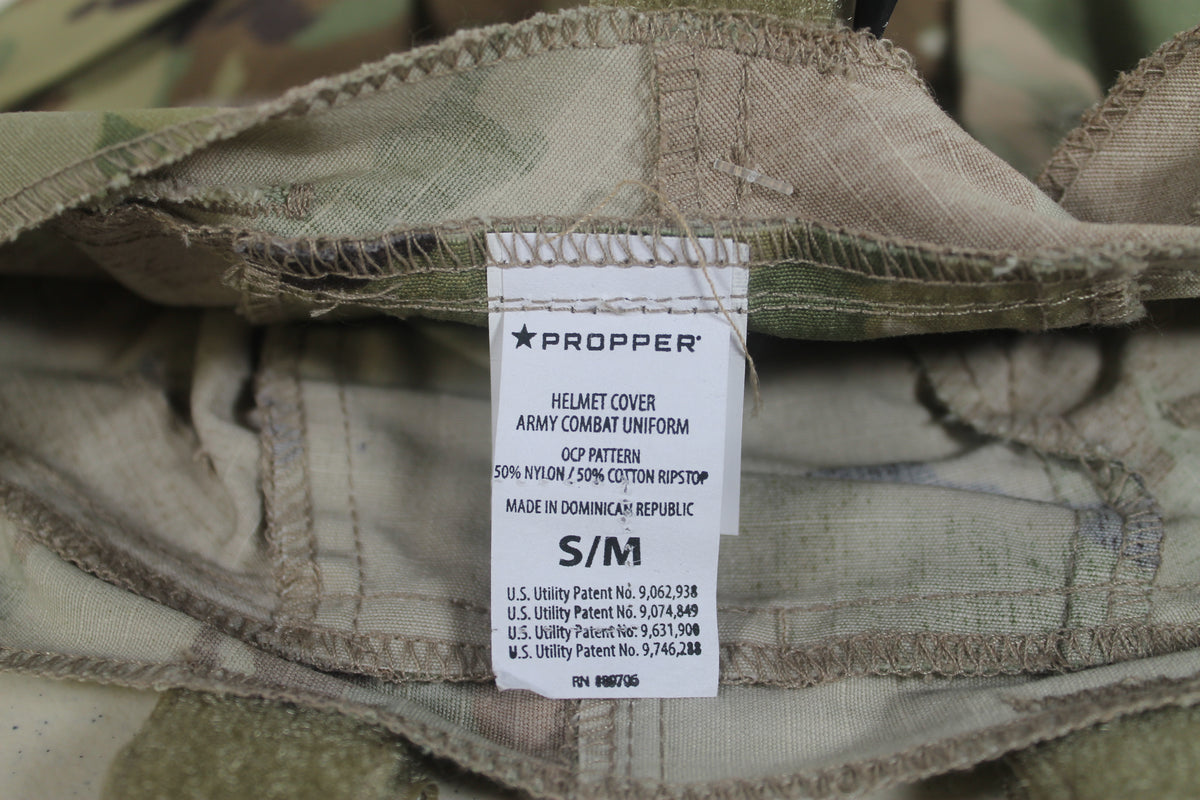 ★PROPPER
HELMET COVER
ARMY COMBAT UNIFORM
OCP PATTERN
50% NYLON / 50% COTTON RIPSTOP
MADE IN DOMINICAN REPUBLIC
S/M
U.S. Utility Patent No. 9,062,938
U.S. Utility Patent No. 9,074,849
U.S. Utility Patent No. 9,631,900
U.S. Utility Patent No. 9,746,288
RN